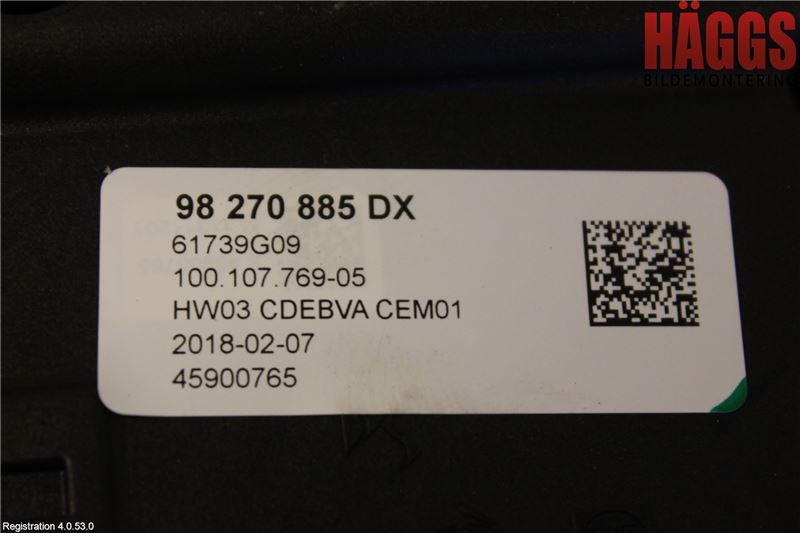 HÄGGS
BILDEMONTERING
98 270 885 DX
61739G09
100.107.769-05
HW03 CDEBVA CEM01
2018-02-07
45900765
Registration 4.0.53.0